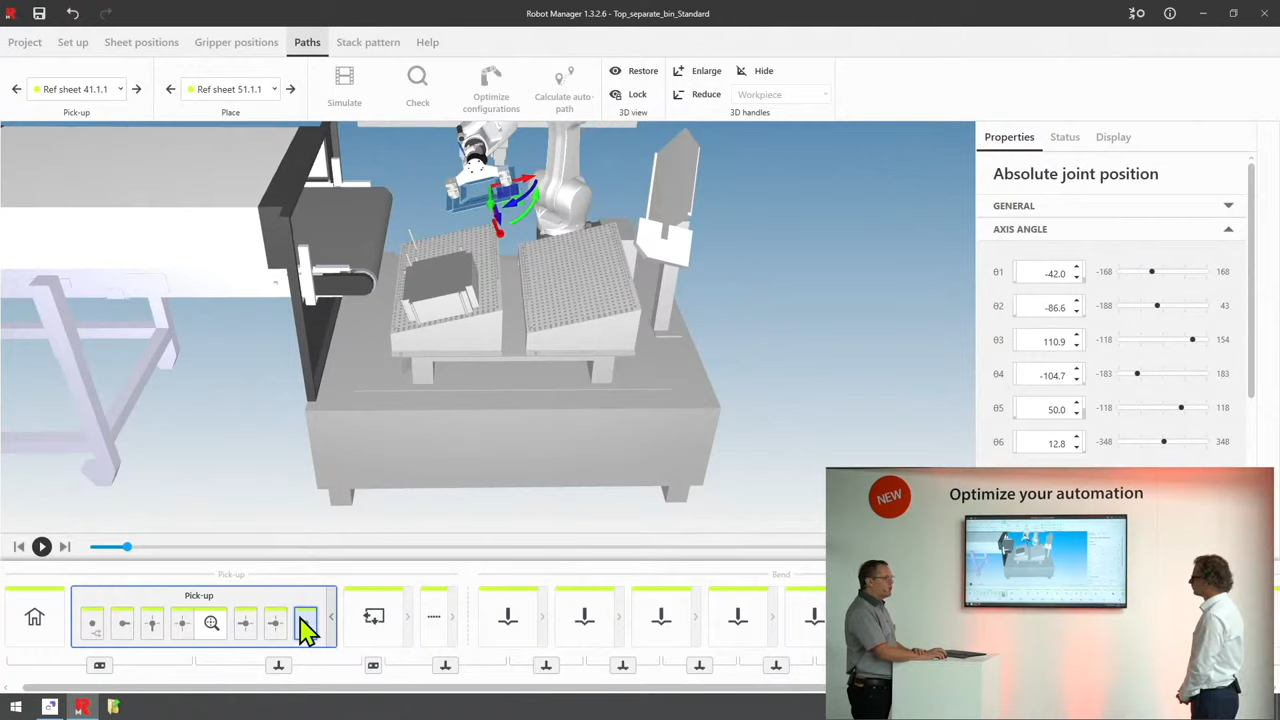 Robot Manager 1.3.2.6 - Top_separate_bin_Standard
Project Set up Sheet positions Gripper positions Paths Stack pattern Help
Ref sheet 41.1.1
Pick-up
Ref sheet 51.1.1
Place
Simulate
Check
Optimize
configurations
Calculate auto-
path
Restore
Lock
3D view
Enlarge
Hide
Reduce
Workpiece
3D handles
Properties Status Display
Absolute joint position
GENERAL
AXIS ANGLE
θ1 -42.0 -168 168
θ2 -86.6 -188 43
θ3 110.9 -118 154
θ4 -104.7 -183 183
θ5 50.0 -118 118
θ6 12.8 -348 348
NEW
Optimize your automation
Pick-up
Bend
Pick-up